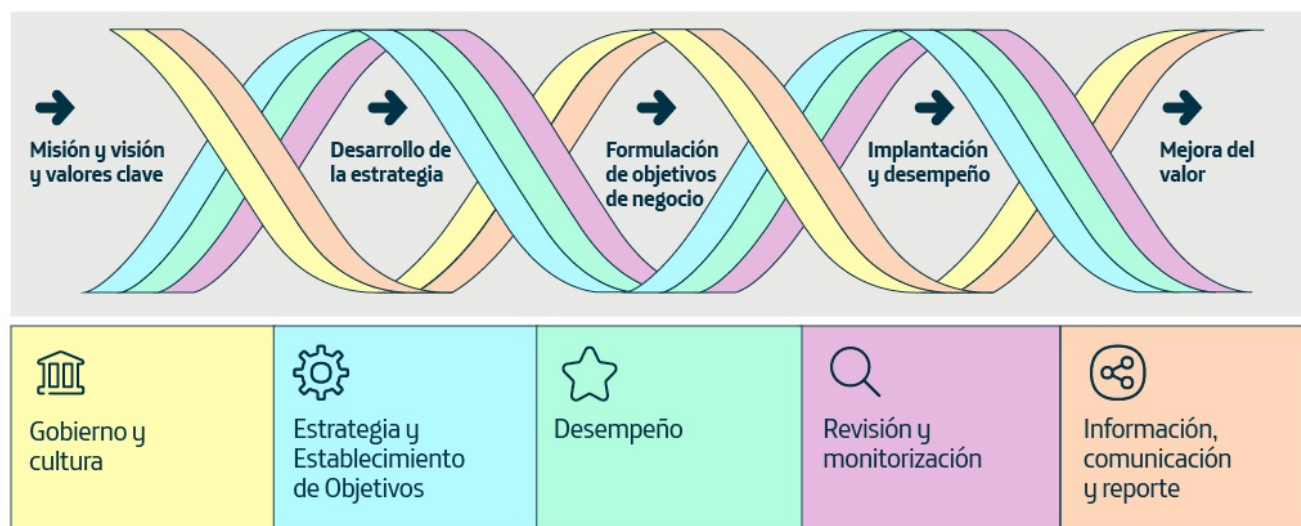 Misión y visión
y valores clave
Desarrollo de
la estrategia
Formulación
de objetivos
de negocio
Implantación
y desempeño
Mejora del
valor
Gobierno y
cultura
Estrategia y
Establecimiento
de Objetivos
Desempeño
Revisión y
monitorización
Información,
comunicación
y reporte